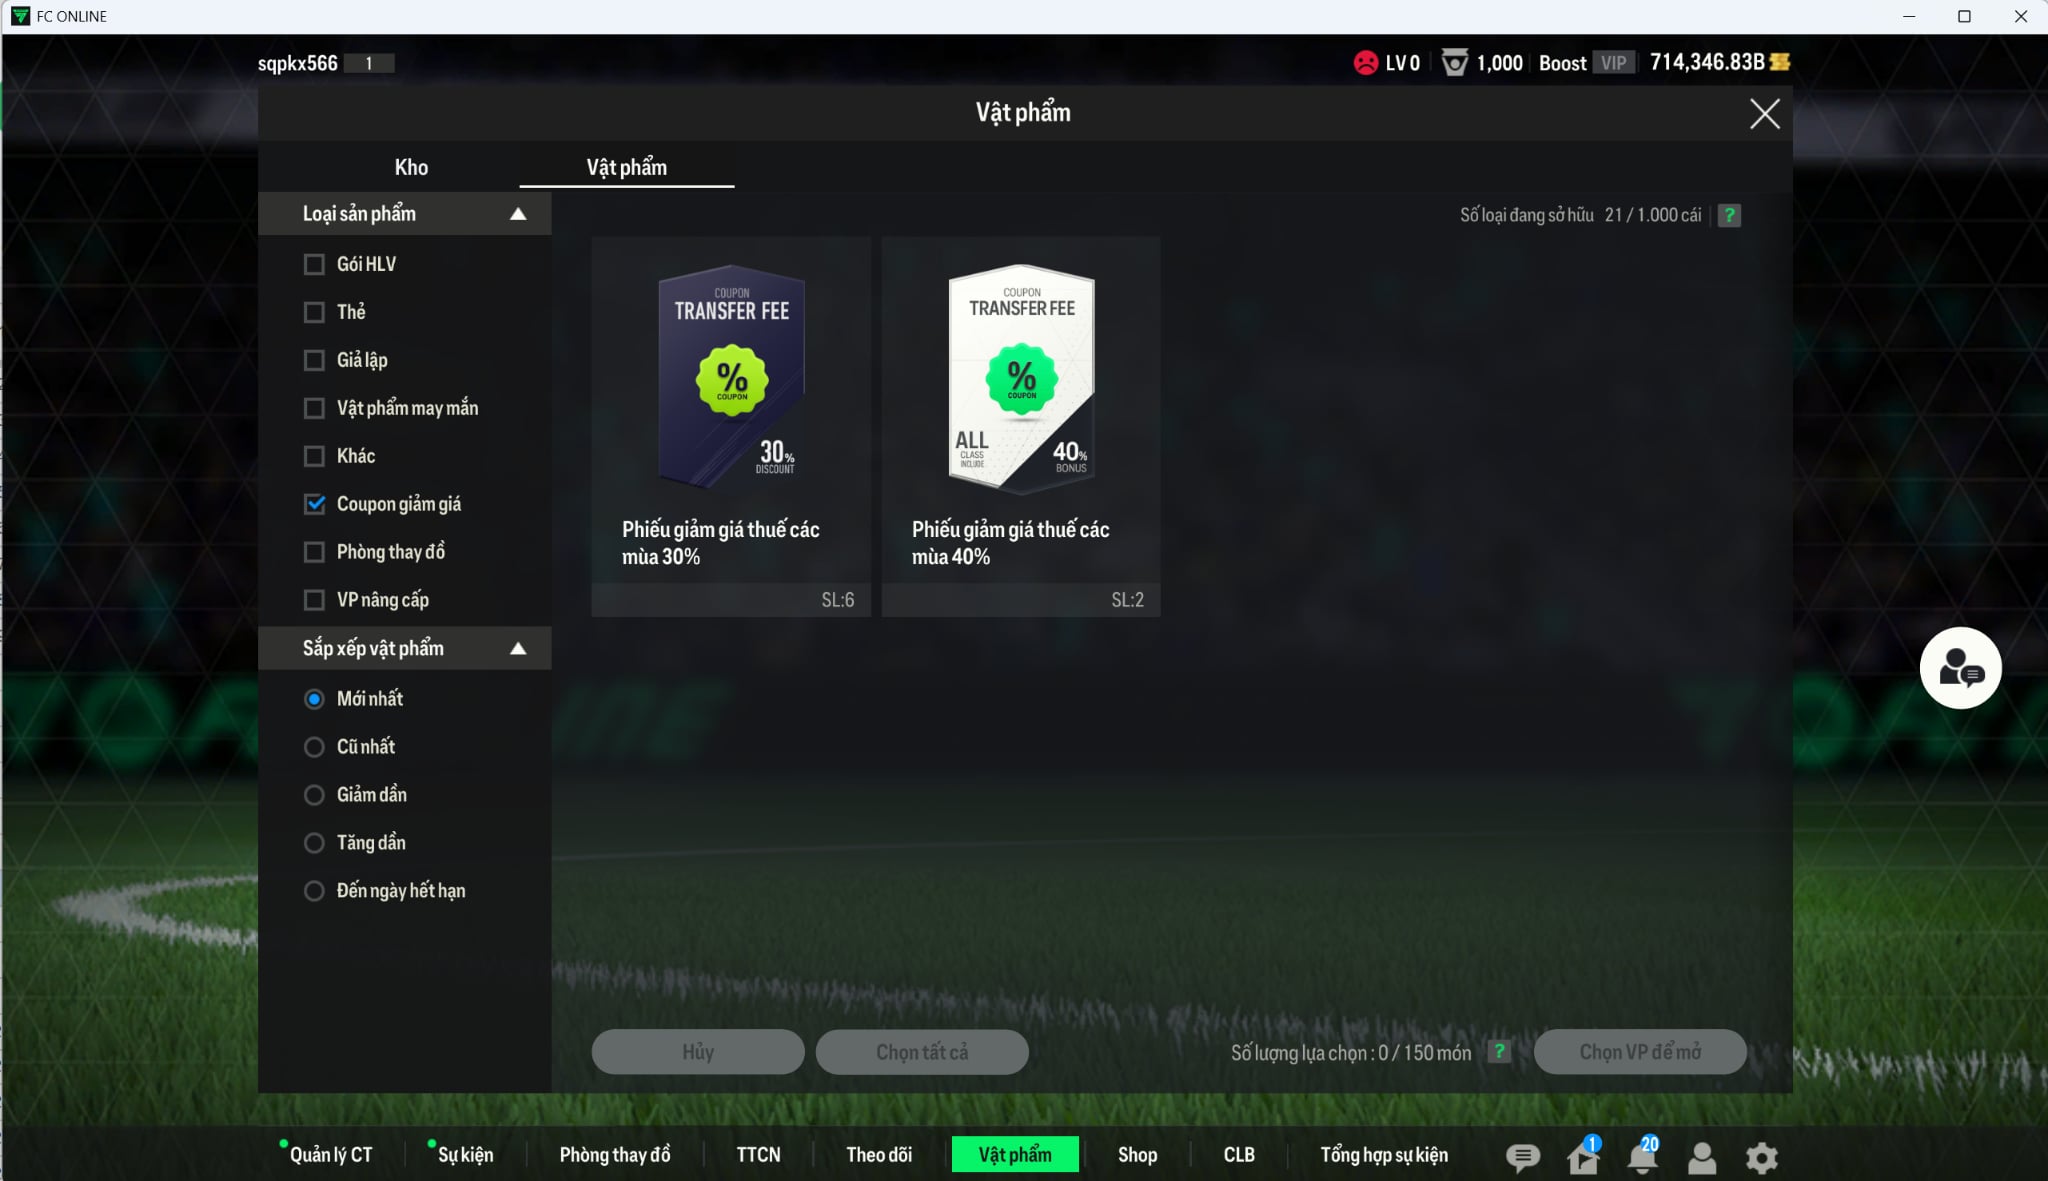 FC ONLINE
sqpkx566 1
LV 0 1,000 Boost VIP 714,346.83B
Vật phẩm
Kho
Vật phẩm
Loại sản phẩm
Số loại đang sở hữu 21 / 1.000 cái ?
Gói HLV
Thẻ
Giả lập
Vật phẩm may mắn
Khác
Coupon giảm giá
Phòng thay đồ
VP nâng cấp
Sắp xếp vật phẩm
Mới nhất
Cũ nhất
Giảm dần
Tăng dần
Đến ngày hết hạn
COUPON
TRANSFER FEE
%
COUPON
30%
DISCOUNT
Phiếu giảm giá thuế các
mùa 30%
SL:6
COUPON
TRANSFER FEE
%
COUPON
ALL
CLASS
INCLUDE
40%
BONUS
Phiếu giảm giá thuế các
mùa 40%
SL:2
Hủy
Chọn tất cả
Số lượng lựa chọn : 0 / 150 món ?
Chọn VP để mở
Quản lý CT
Sự kiện
Phòng thay đồ
TTCN
Theo dõi
Vật phẩm
Shop
CLB
Tổng hợp sự kiện
1
20